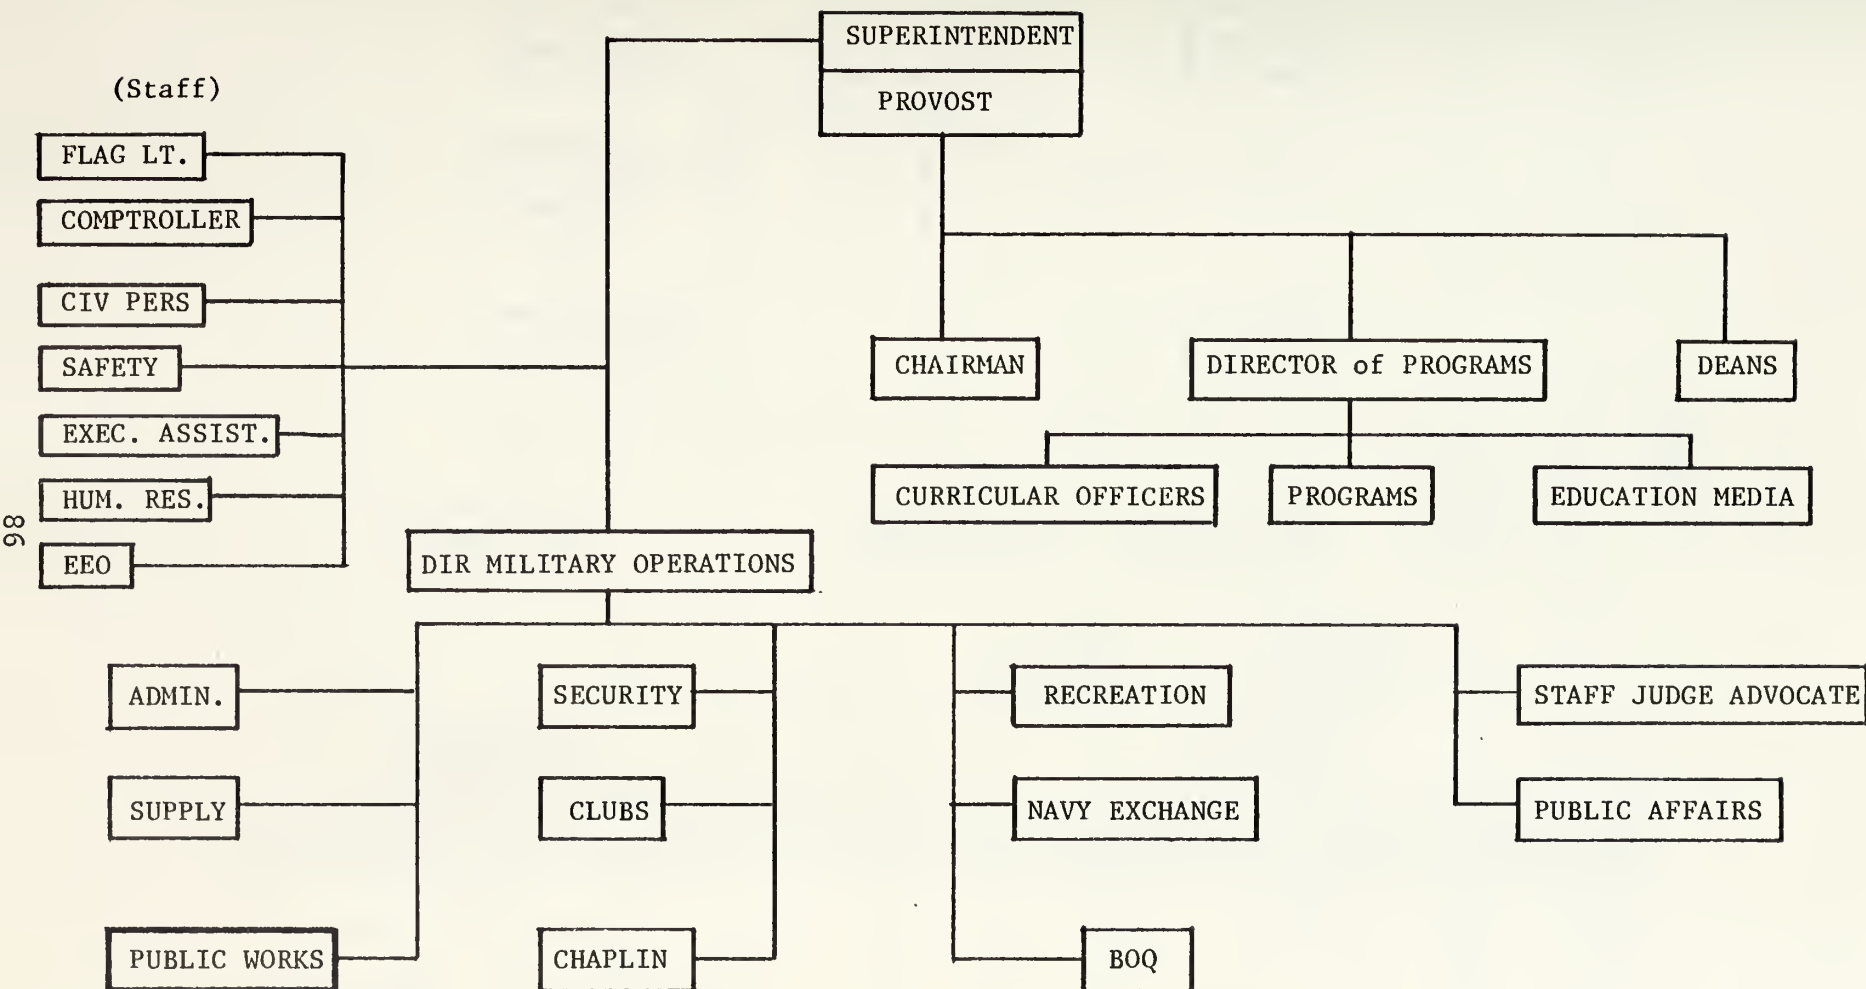 SUPERINTENDENT
PROVOST
(Staff)
FLAG LT.
COMPTROLLER
CIV PERS
SAFETY
EXEC. ASSIST.
HUM. RES.
EEO
CHAIRMAN
DIRECTOR of PROGRAMS
DEANS
CURRICULAR OFFICERS
PROGRAMS
EDUCATION MEDIA
DIR MILITARY OPERATIONS
ADMIN.
SECURITY
RECREATION
STAFF JUDGE ADVOCATE
SUPPLY
CLUBS
NAVY EXCHANGE
PUBLIC AFFAIRS
PUBLIC WORKS
CHAPLIN
BOQ
98